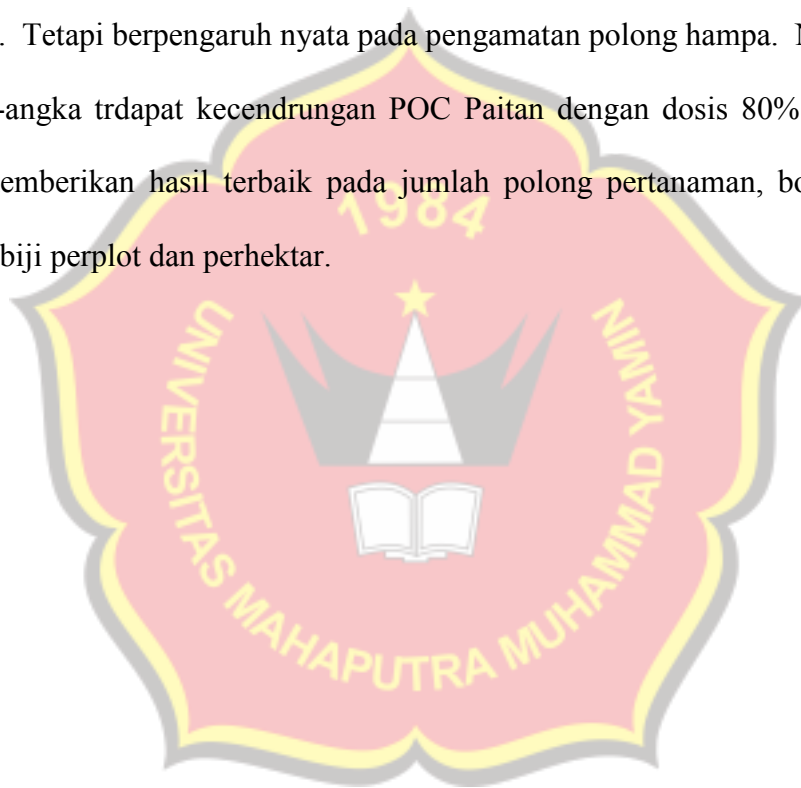 . Tetapi berpengaruh nyata pada pengamatan polong hampa.
-angka trdapat kecendrungan POC Paitan dengan dosis 80%
emberikan hasil terbaik pada jumlah polong pertanaman,
biji perplot dan perhektar.
1984
UNIVERSITAS MAHAPUTRA MUHAMMAD YAMIN